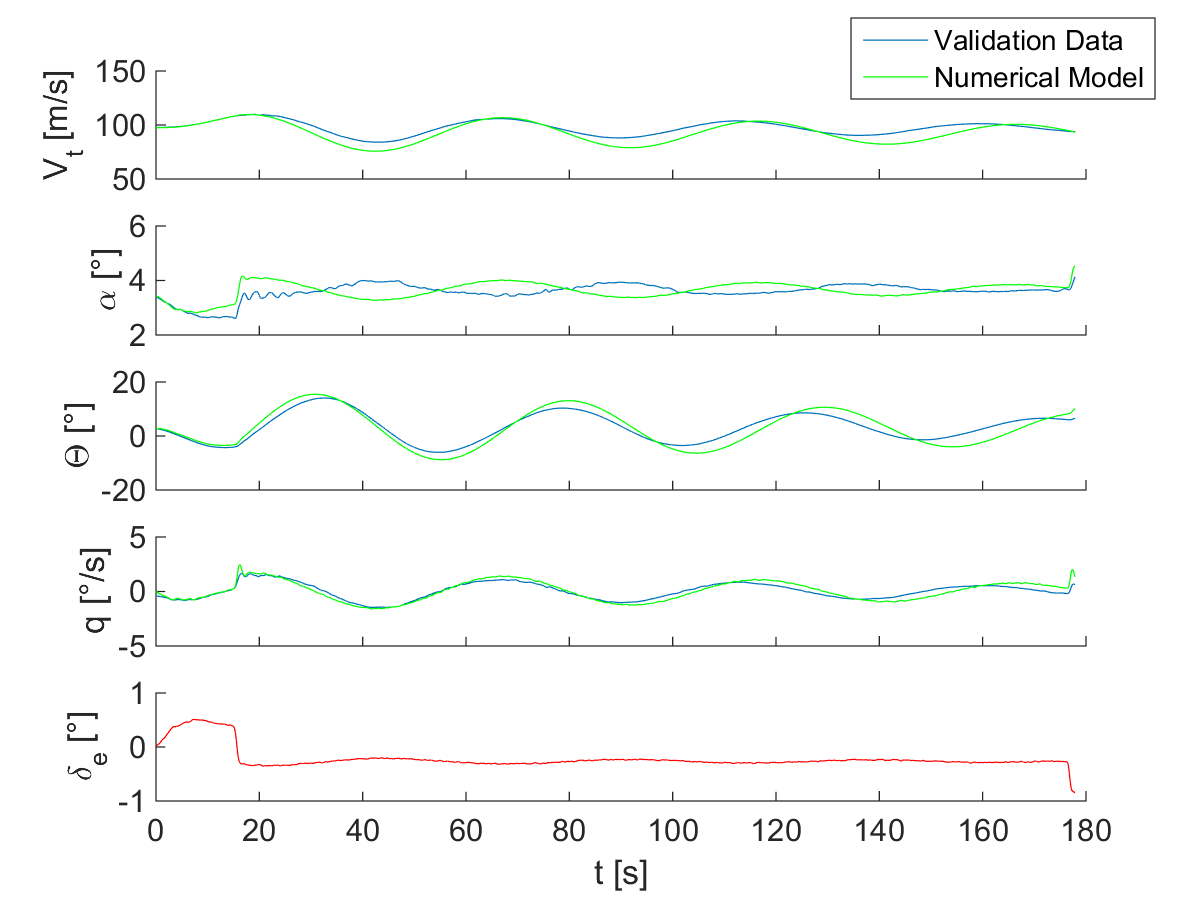 Validation Data
Numerical Model
150
100
50
V_t [m/s]
6
4
2
α [°]
20
0
-20
Θ [°]
5
0
-5
q [°/s]
1
0
-1
δ_e [°]
0 20 40 60 80 100 120 140 160 180
t [s]